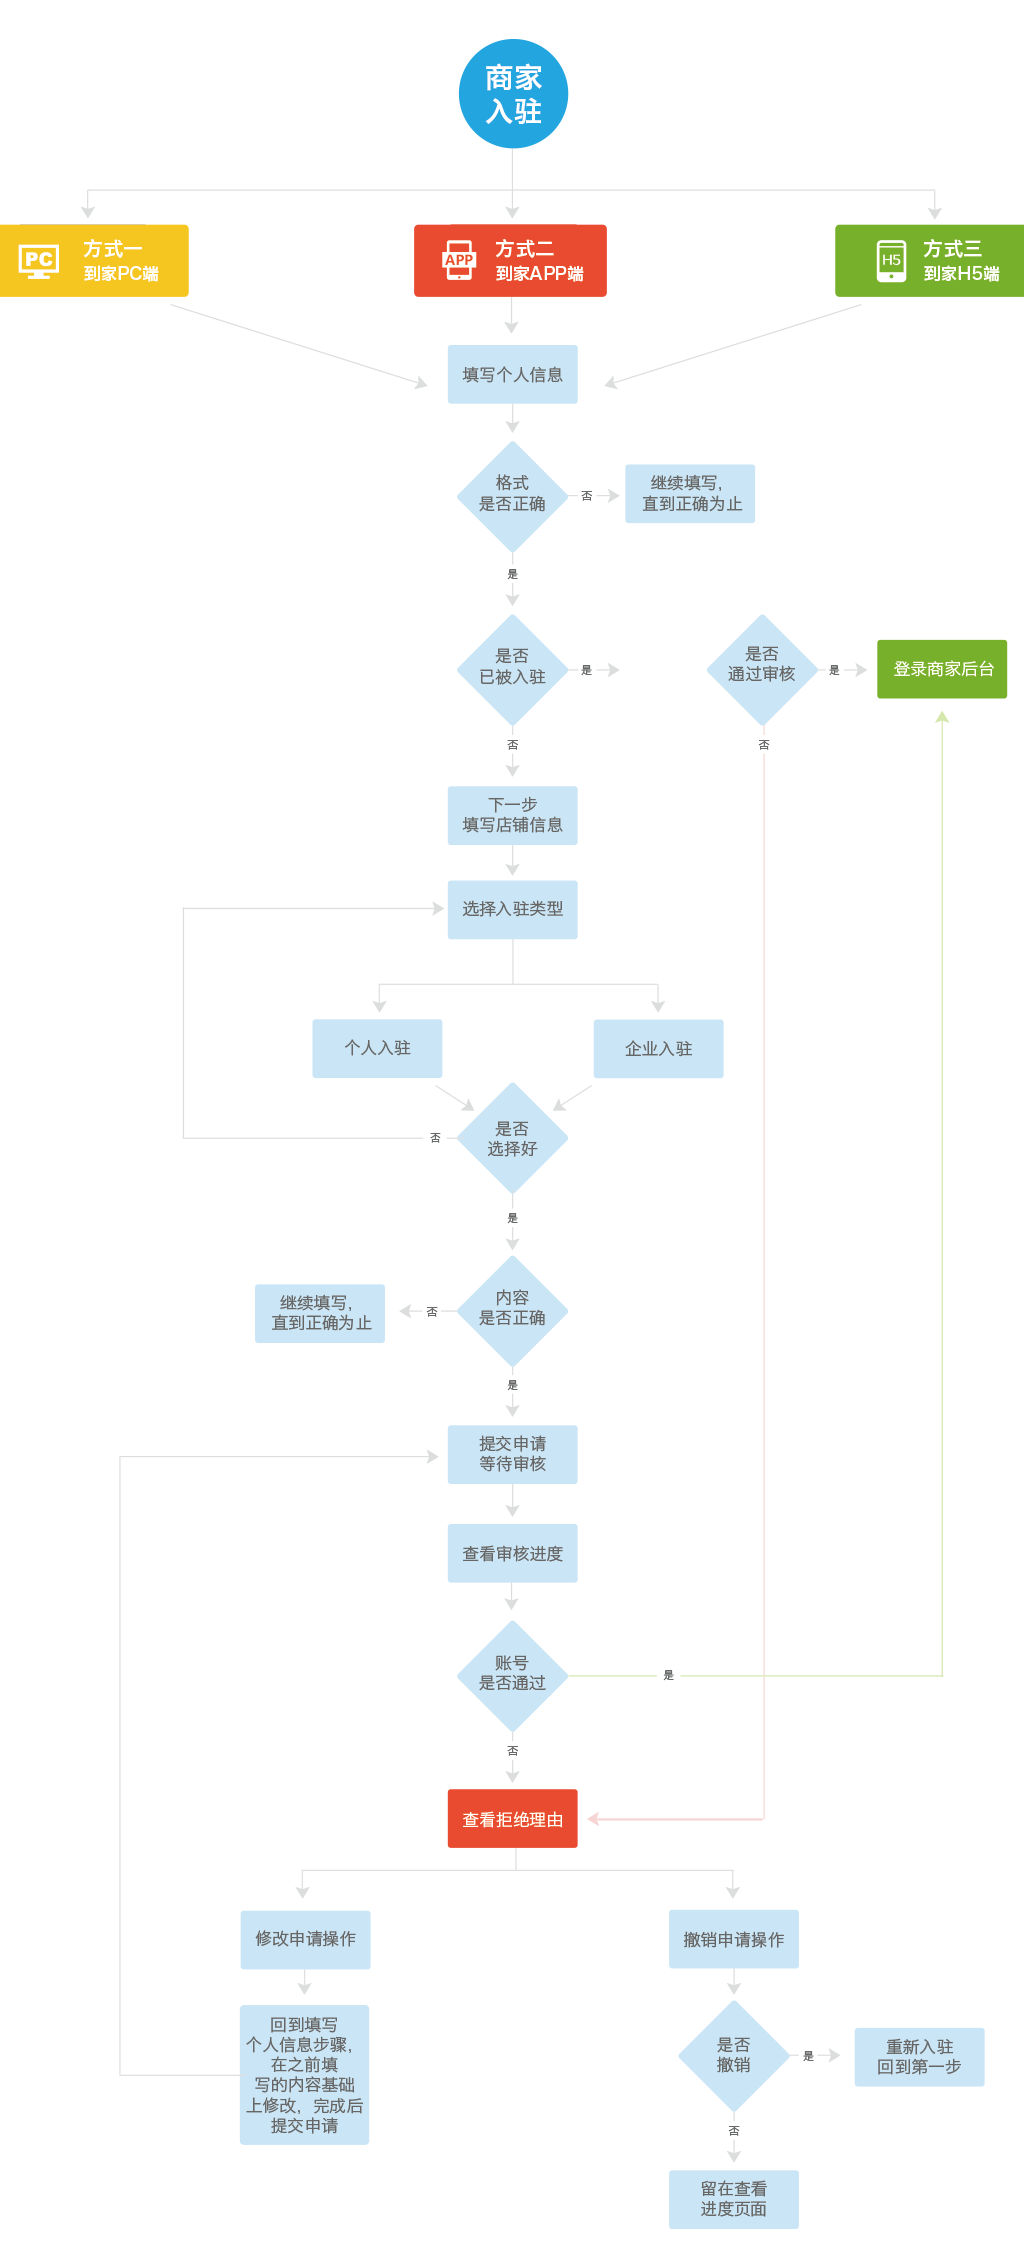 商家
入驻
PC
方式一
到家PC端
APP
方式二
到家APP端
H5
方式三
到家H5端
填写个人信息
格式
是否正确
否
继续填写，
直到正确为止
是
是否
已被入驻
是
是否
通过审核
是
登录商家后台
否
否
下一步
填写店铺信息
选择入驻类型
个人入驻
企业入驻
是否
选择好
否
是
内容
是否正确
否
继续填写，
直到正确为止
是
提交申请
等待审核
查看审核进度
账号
是否通过
是
否
查看拒绝理由
修改申请操作
撤销申请操作
回到填写
个人信息步骤，
在之前填
写的内容基础
上修改，完成后
提交申请
是否
撤销
是
重新入驻
回到第一步
否
留在查看
进度页面